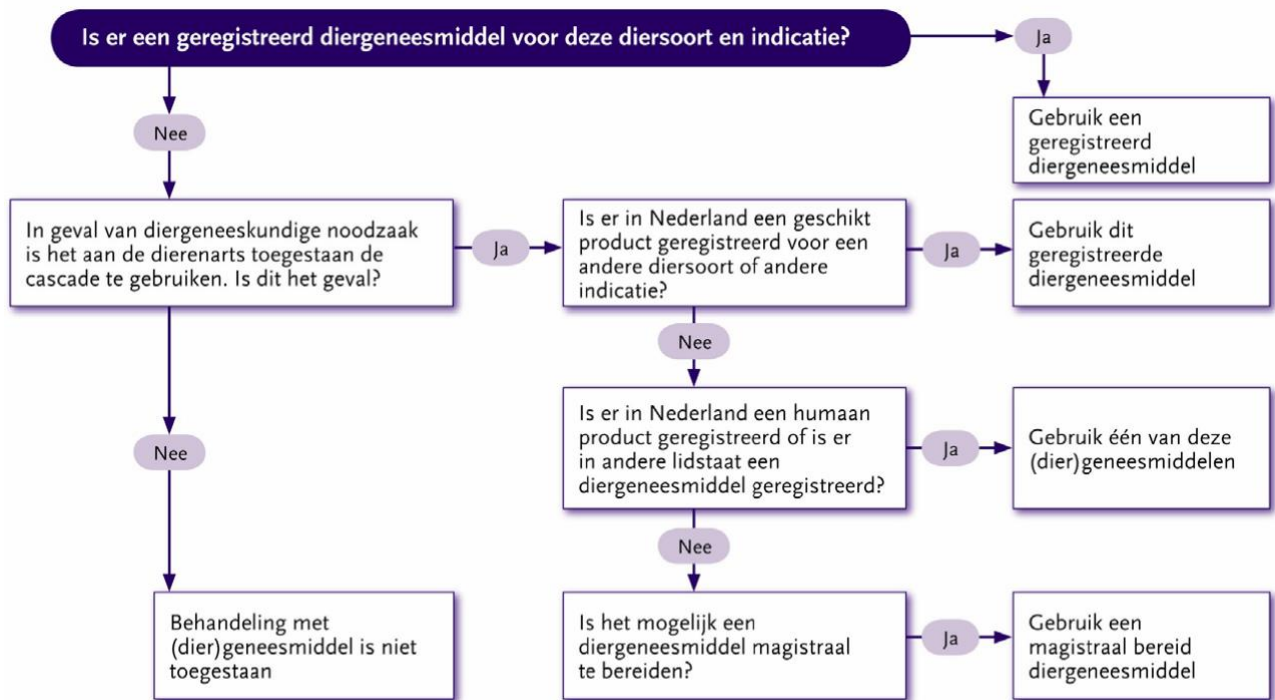 Is er een geregistreerd diergeneesmiddel voor deze diersoort en indicatie?
Ja
Gebruik een
geregistreerd
diergeneesmiddel
Nee
In geval van diergeneeskundige noodzaak
is het aan de dierenarts toegestaan de
cascade te gebruiken. Is dit het geval?
Ja
Is er in Nederland een geschikt
product geregistreerd voor een
andere diersoort of andere
indicatie?
Ja
Gebruik dit
geregistreerde
diergeneesmiddel
Nee
Is er in Nederland een humaan
product geregistreerd of is er
in andere lidstaat een
diergeneesmiddel geregistreerd?
Ja
Gebruik één van deze
(dier)geneesmiddelen
Nee
Nee
Behandeling met
(dier)geneesmiddel is niet
toegestaan
Is het mogelijk een
diergeneesmiddel magistraal
te bereiden?
Ja
Gebruik een
magistraal bereid
diergeneesmiddel